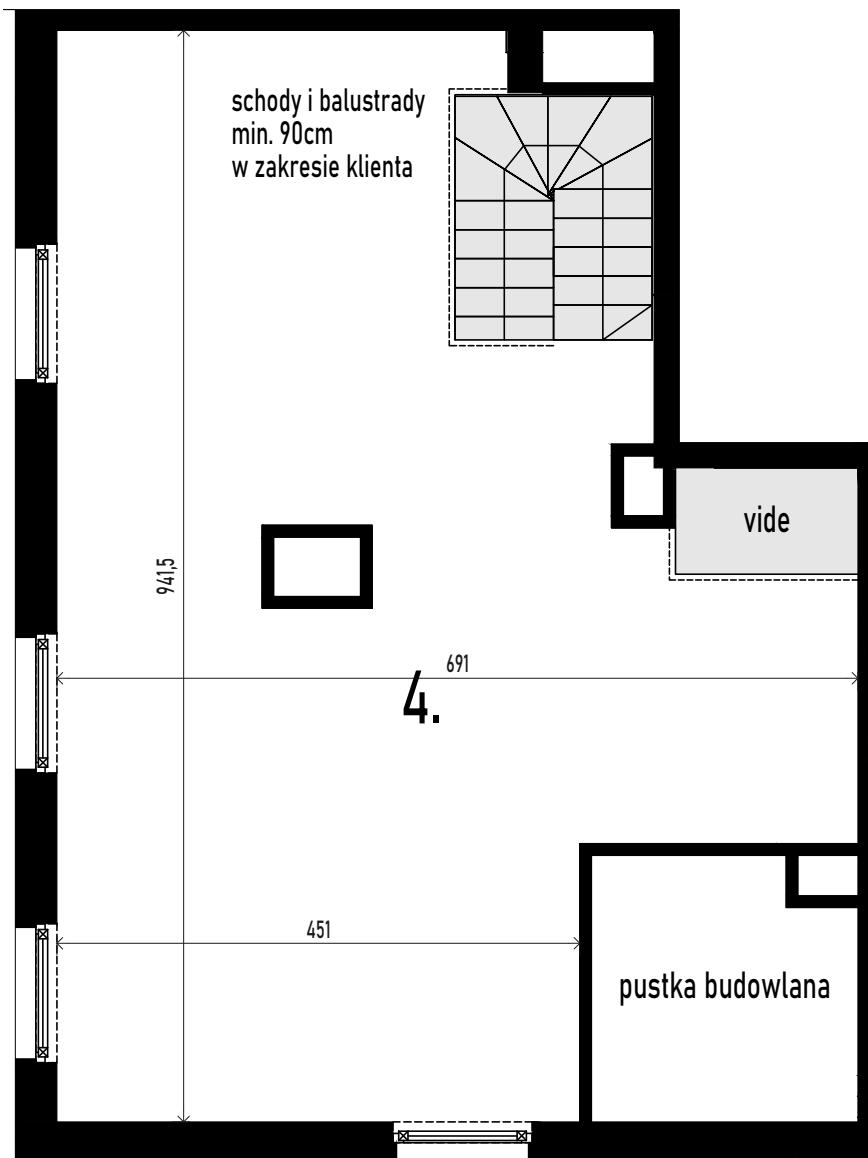 schody i balustrady
min. 90cm
w zakresie klienta
vide
941,5
691
4.
451
pustka budowlana